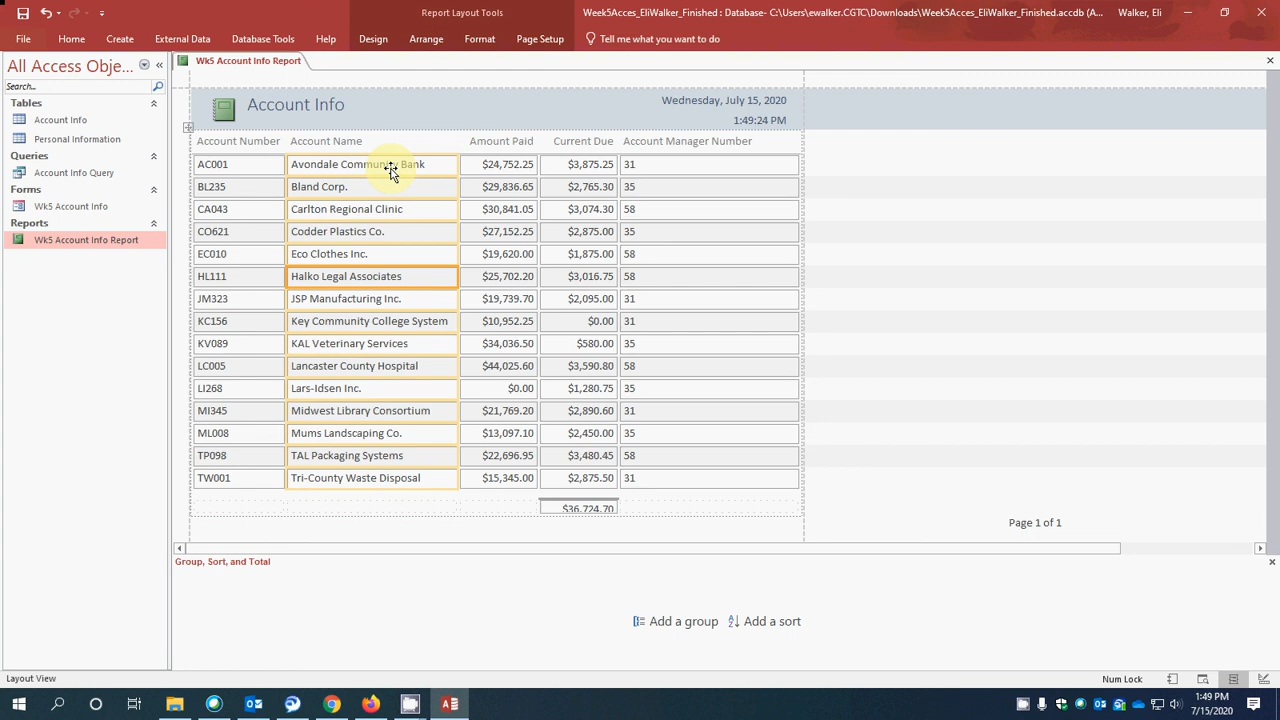 Report Layout Tools
Week5Acces_EliWalker_Finished : Database- C:\Users\ewalker.CGTC\Downloads\Week5Acces_EliWalker_Finished.accdb (A...
Walker, Eli
File Home Create External Data Database Tools Help Design Arrange Format Page Setup Tell me what you want to do
All Access Obje...
Search...
Tables
Account Info
Personal Information
Queries
Account Info Query
Forms
Wk5 Account Info
Reports
Wk5 Account Info Report
Wk5 Account Info Report
Account Info
Wednesday, July 15, 2020
1:49:24 PM
Account Number Account Name Amount Paid Current Due Account Manager Number
AC001 Avondale Community Bank $24,752.25 $3,875.25 31
BL235 Bland Corp. $29,836.65 $2,765.30 35
CA043 Carlton Regional Clinic $30,841.05 $3,074.30 58
CO621 Codder Plastics Co. $27,152.25 $2,875.00 35
EC010 Eco Clothes Inc. $19,620.00 $1,875.00 58
HL111 Halko Legal Associates $25,702.20 $3,016.75 58
JM323 JSP Manufacturing Inc. $19,739.70 $2,095.00 31
KC156 Key Community College System $10,952.25 $0.00 31
KV089 KAL Veterinary Services $34,036.50 $580.00 35
LC005 Lancaster County Hospital $44,025.60 $3,590.80 58
LI268 Lars-Idsen Inc. $0.00 $1,280.75 35
MI345 Midwest Library Consortium $21,769.20 $2,890.60 31
ML008 Mums Landscaping Co. $13,097.10 $2,450.00 35
TP098 TAL Packaging Systems $22,696.95 $3,480.45 58
TW001 Tri-County Waste Disposal $15,345.00 $2,875.50 31
$36,724.70
Page 1 of 1
Group, Sort, and Total
Add a group Add a sort
Layout View
Num Lock
1:49 PM
7/15/2020